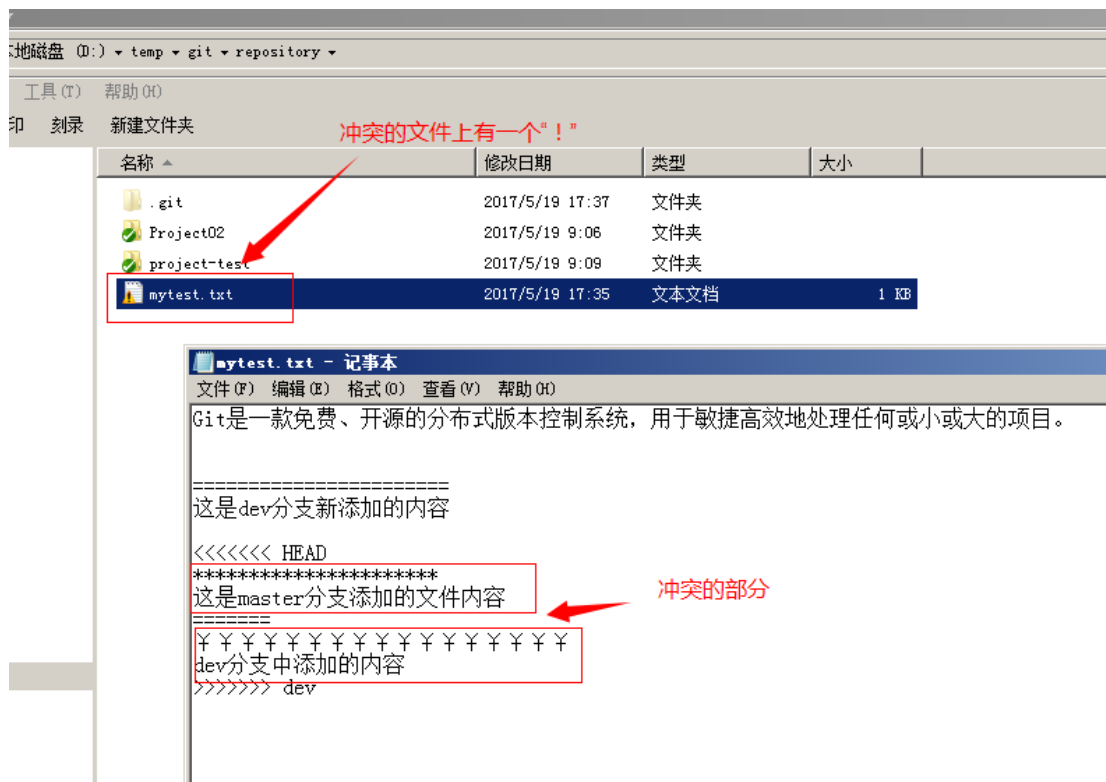 本地磁盘 (D:) ▾ temp ▾ git ▾ repository ▾
工具(T) 帮助(H)
印 刻录 新建文件夹
冲突的文件上有一个“！”
名称 修改日期 类型 大小
.git 2017/5/19 17:37 文件夹
Project02 2017/5/19 9:06 文件夹
project-test 2017/5/19 9:09 文件夹
mytest.txt 2017/5/19 17:35 文本文档 1 KB
mytest.txt - 记事本
文件(F) 编辑(E) 格式(O) 查看(V) 帮助(H)
Git是一款免费、开源的分布式版本控制系统，用于敏捷高效地处理任何或小或大的项目。
=======================
这是dev分支新添加的内容
<<<<<<< HEAD
**********************
这是master分支添加的文件内容
冲突的部分
=======
￥￥￥￥￥￥￥￥￥￥￥￥￥￥￥￥￥
dev分支中添加的内容
>>>>>>> dev